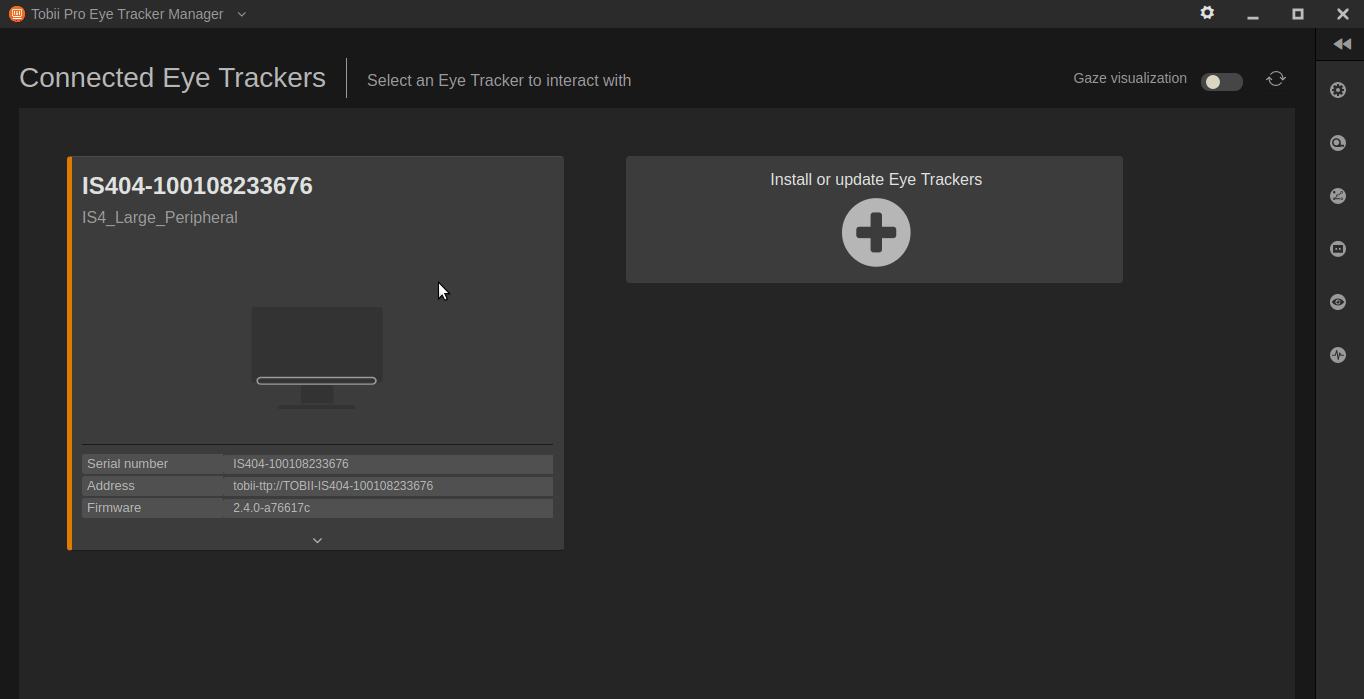 Tobii Pro Eye Tracker Manager
Connected Eye Trackers
Select an Eye Tracker to interact with
Gaze visualization
IS404-100108233676
IS4_Large_Peripheral
Serial number IS404-100108233676
Address tobii-ttp://TOBII-IS404-100108233676
Firmware 2.4.0-a76617c
Install or update Eye Trackers